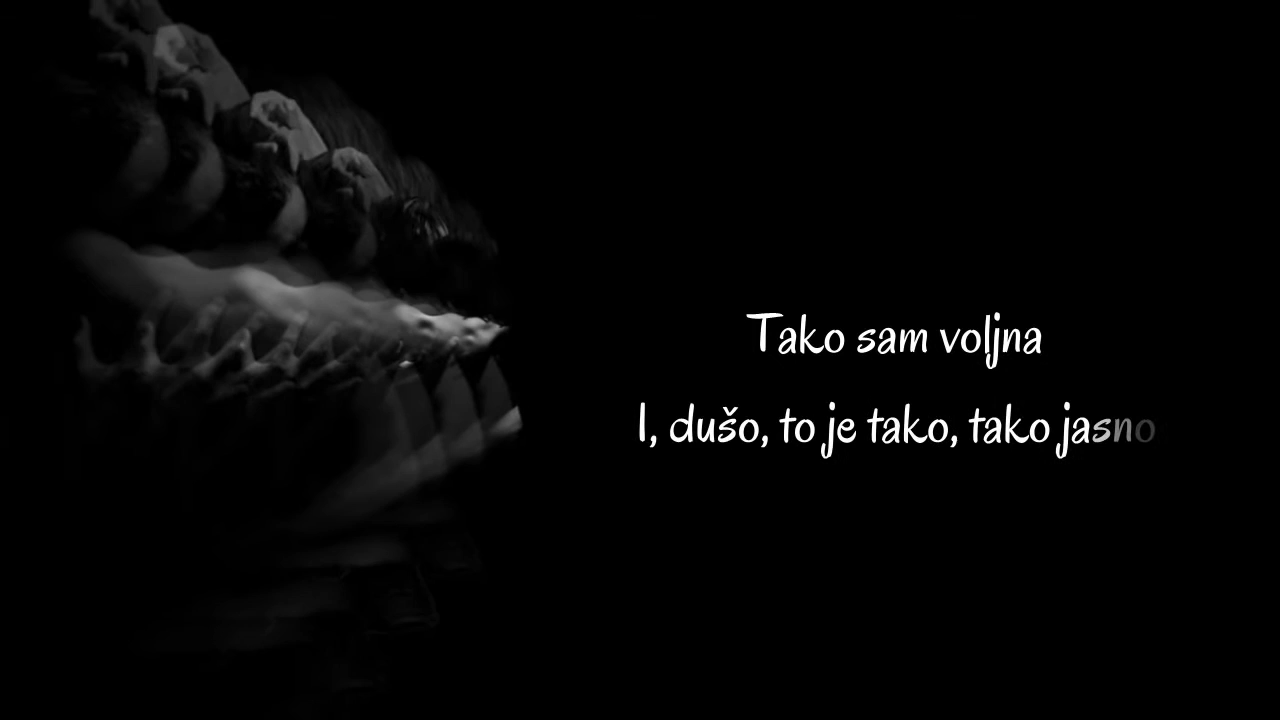 Tako sam voljna
I, dušo, to je tako, tako jasno